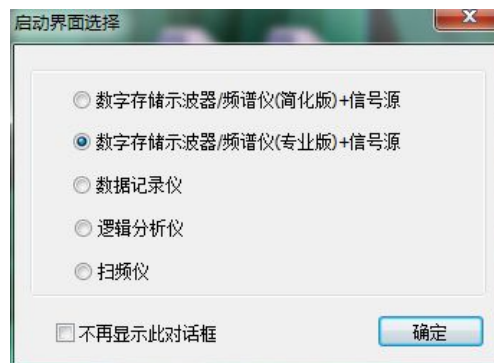 启动界面选择
数字存储示波器/频谱仪(简化版)+信号源
数字存储示波器/频谱仪(专业版)+信号源
数据记录仪
逻辑分析仪
扫频仪
不再显示此对话框
确定